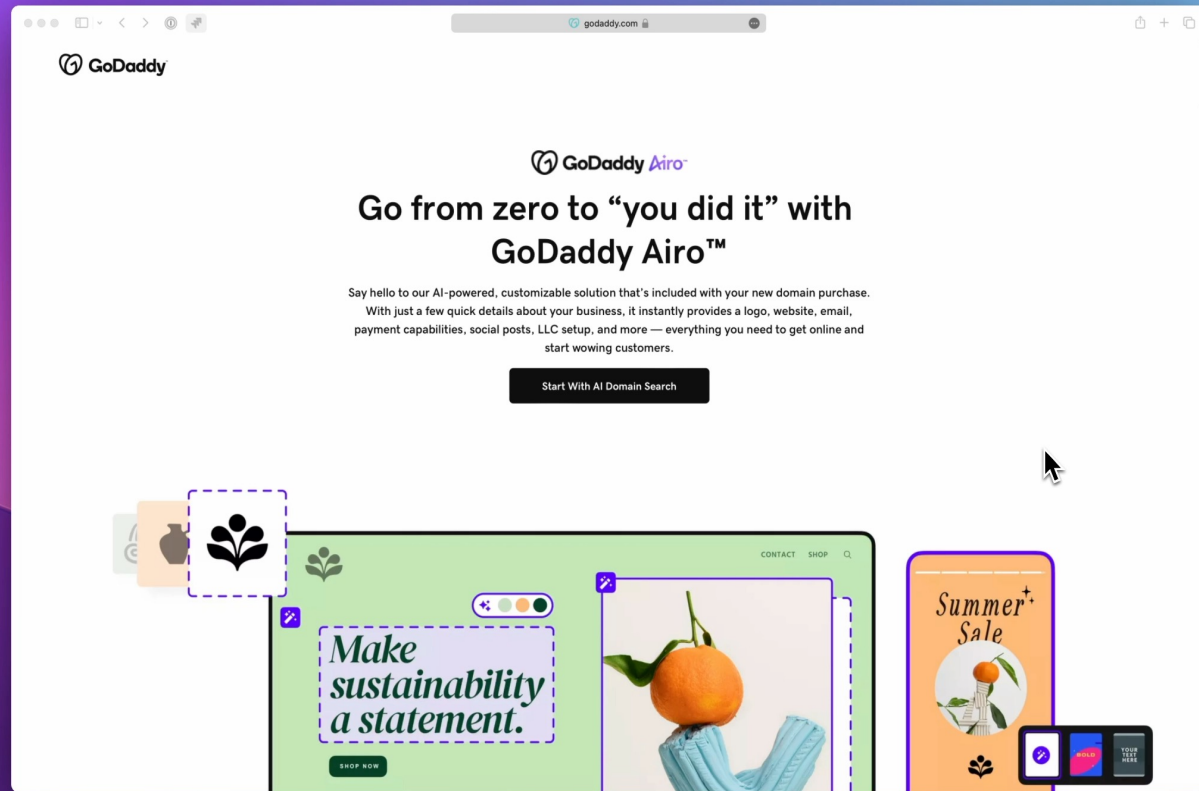 godaddy.com
GoDaddy
GoDaddy Airo™
Go from zero to “you did it” with
GoDaddy Airo™
Say hello to our AI-powered, customizable solution that's included with your new domain purchase.
With just a few quick details about your business, it instantly provides a logo, website, email,
payment capabilities, social posts, LLC setup, and more — everything you need to get online and
start wowing customers.
Start With AI Domain Search
CONTACT SHOP
Make
sustainability
a statement.
SHOP NOW
Summer
Sale
BOLD
YOUR
TEXT
HERE